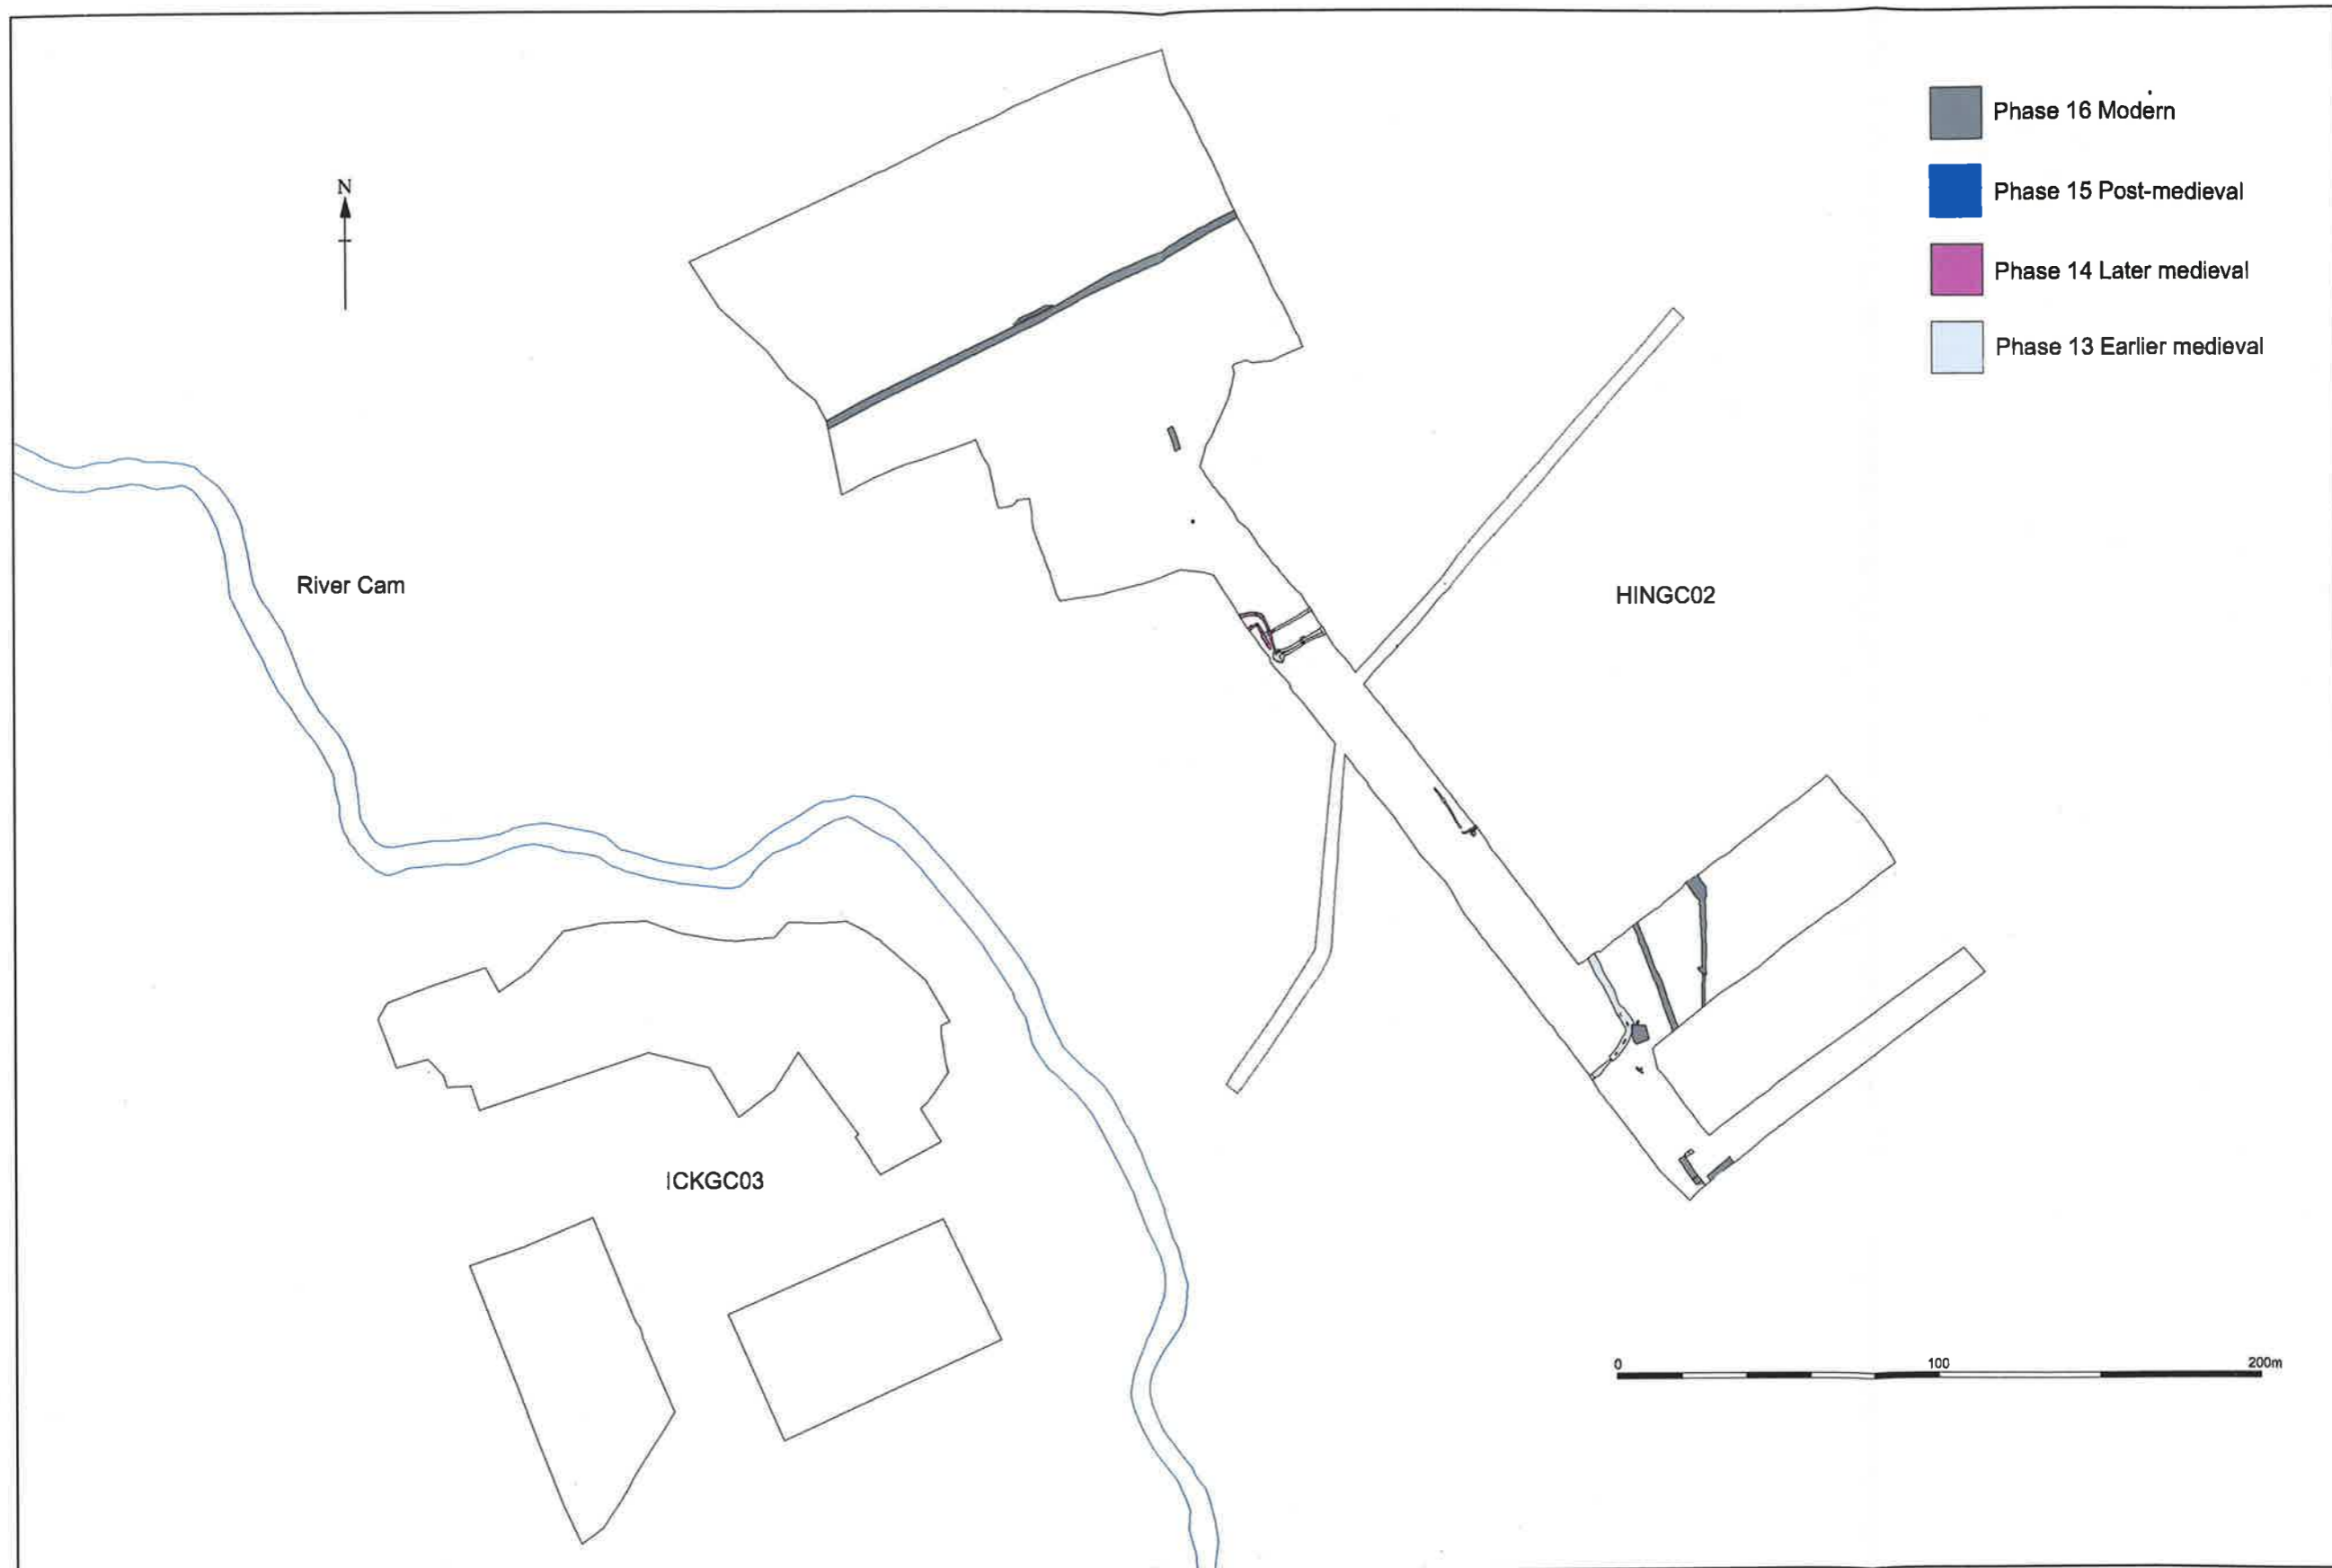 N
Phase 16 Modern
Phase 15 Post-medieval
Phase 14 Later medieval
Phase 13 Earlier medieval
River Cam
HINGC02
ICKGC03
0 100 200m